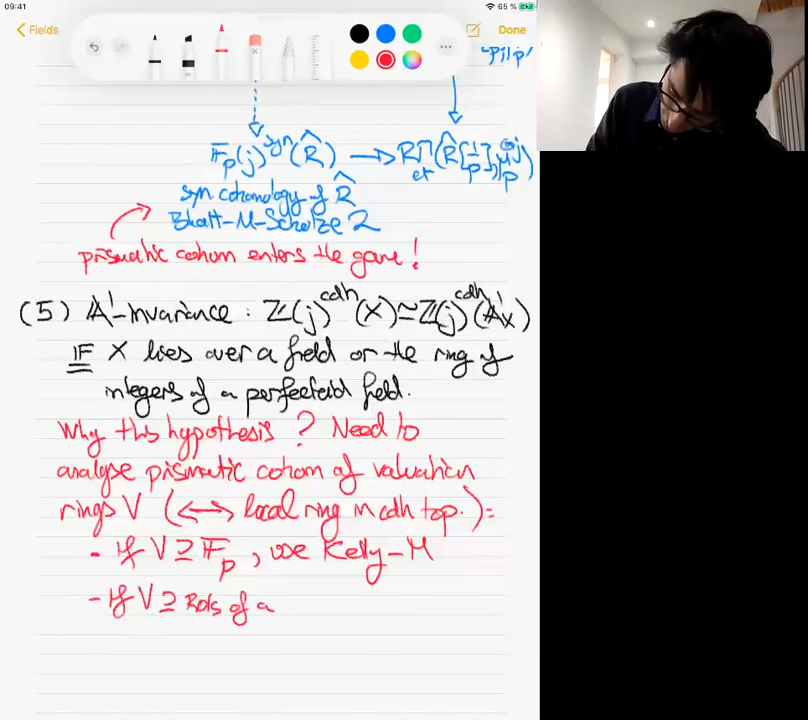 09:41
65 %
Fields
Done
"pilp"
𝔽_p(j)^syn(R̂) → RΓ_et(R̂[1/p], μ_p^⊗j)
syn. cohomology of R̂
Bhatt-M-Scholze 2
prismatic cohom enters the game!
(5) 𝔸¹-invariance : ℤ(j)^cdh(X) ≃ ℤ(j)^cdh(𝔸¹_X)
IF X lies over a field or the ring of
integers of a perfectoid field.
Why this hypothesis? Need to
analyse prismatic cohom of valuation
rings V (↔ local ring in cdh top.):
- If V ⊇ 𝔽_p, use Kelly-M
- If V ⊇ RoIs of a